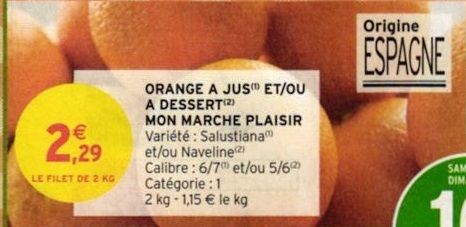 Origine
ESPAGNE
ORANGE A JUS⁽¹⁾ ET/OU
A DESSERT⁽²⁾
MON MARCHE PLAISIR
Variété : Salustiana⁽¹⁾
et/ou Naveline⁽²⁾
Calibre : 6/7⁽¹⁾ et/ou 5/6⁽²⁾
Catégorie : 1
2 kg - 1,15 € le kg
2€,29
LE FILET DE 2 KG
SAM
DIM